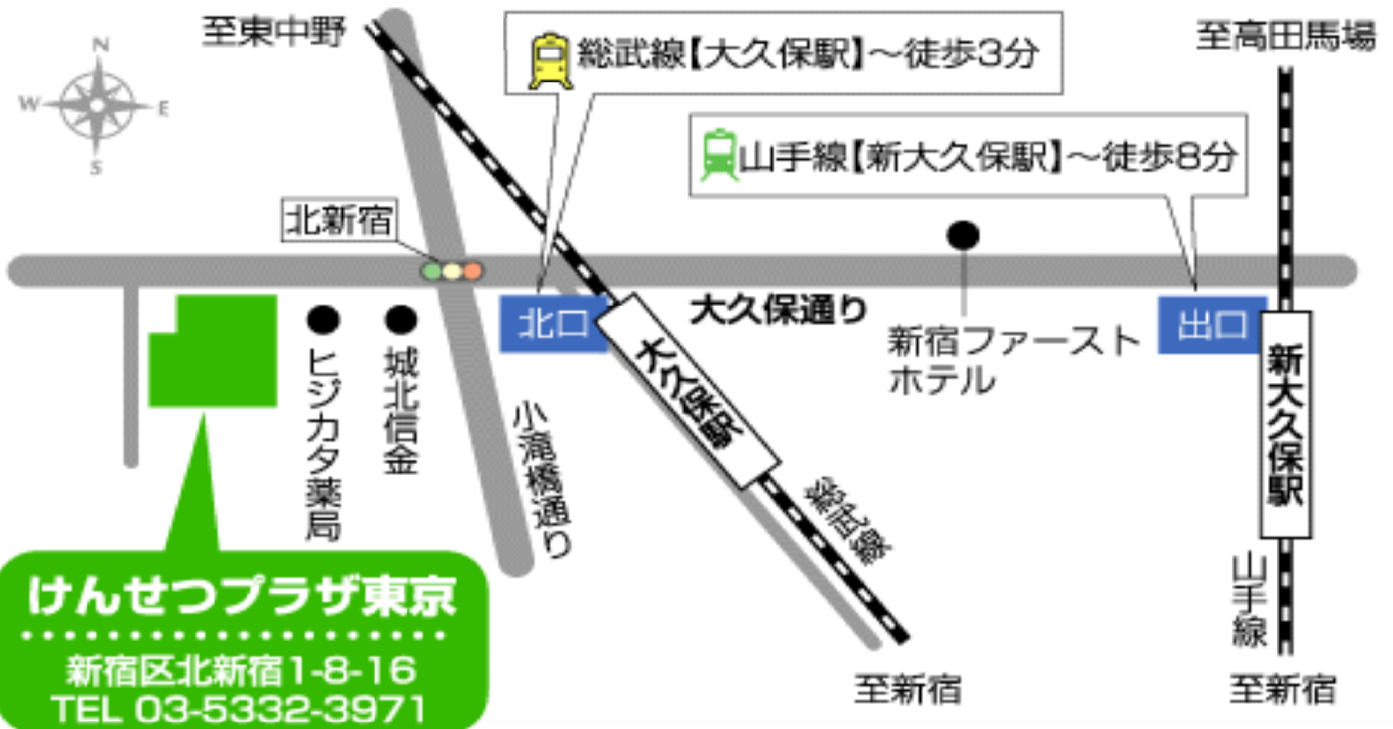 至東中野
総武線【大久保駅】〜徒歩3分
至高田馬場
N
W
E
S
山手線【新大久保駅】〜徒歩8分
北新宿
北口
大久保通り
出口
新宿ファースト
ホテル
ヒジカタ薬局
城北信金
小滝橋通り
大久保駅
新大久保駅
総武線
山手線
けんせつプラザ東京
新宿区北新宿1-8-16
TEL 03-5332-3971
至新宿
至新宿